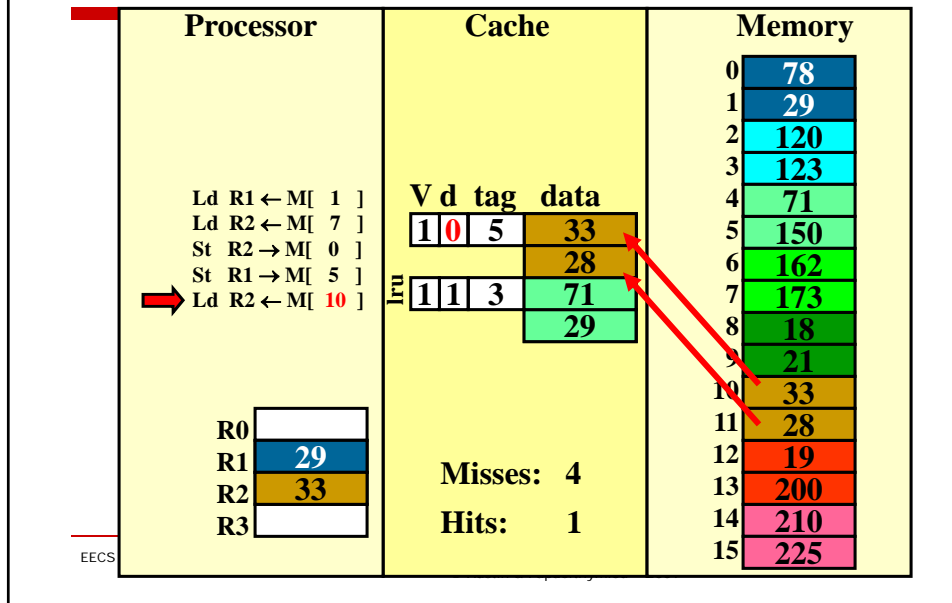 Processor
Ld R1 ← M[ 1 ]
Ld R2 ← M[ 7 ]
St R2 → M[ 0 ]
St R1 → M[ 5 ]
Ld R2 ← M[ 10 ]
R0
R1 29
R2 33
R3
Cache
V d tag data
1 0 5 33
28
lru
1 1 3 71
29
Misses: 4
Hits: 1
Memory
0 78
1 29
2 120
3 123
4 71
5 150
6 162
7 173
8 18
9 21
10 33
11 28
12 19
13 200
14 210
15 225
EECS